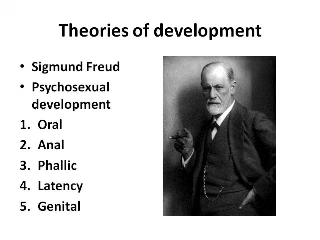 Theories of development
• Sigmund Freud
• Psychosexual
development
1. Oral
2. Anal
3. Phallic
4. Latency
5. Genital